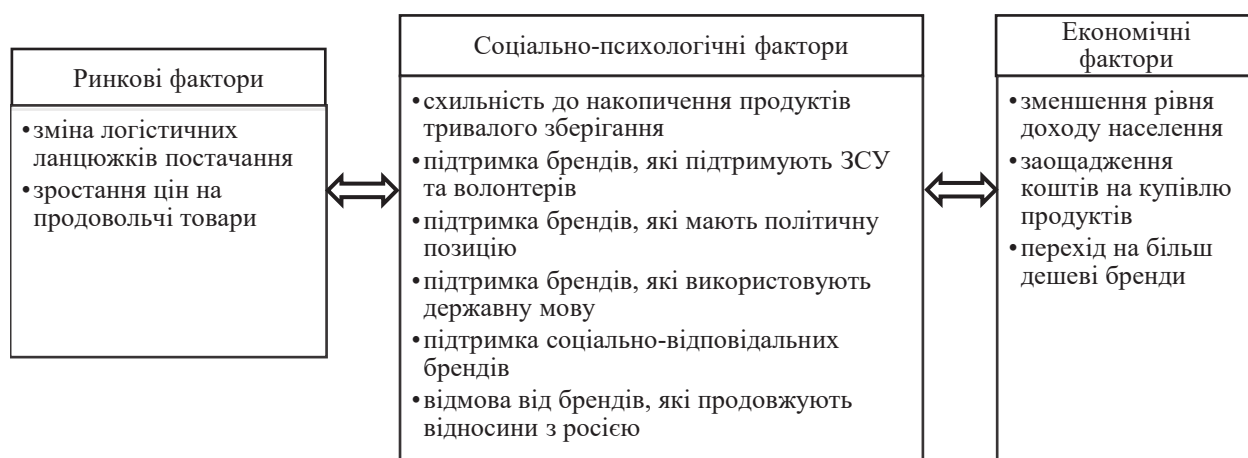 Ринкові фактори
•зміна логістичних
ланцюжків постачання
•зростання цін на
продовольчі товари
Соціально-психологічні фактори
•схильність до накопичення продуктів
тривалого зберігання
•підтримка брендів, які підтримують ЗСУ
та волонтерів
•підтримка брендів, які мають політичну
позицію
•підтримка брендів, які використовують
державну мову
•підтримка соціально-відповідальних
брендів
•відмова від брендів, які продовжують
відносини з росією
Економічні
фактори
•зменшення рівня
доходу населення
•заощадження
коштів на купівлю
продуктів
•перехід на більш
дешеві бренди